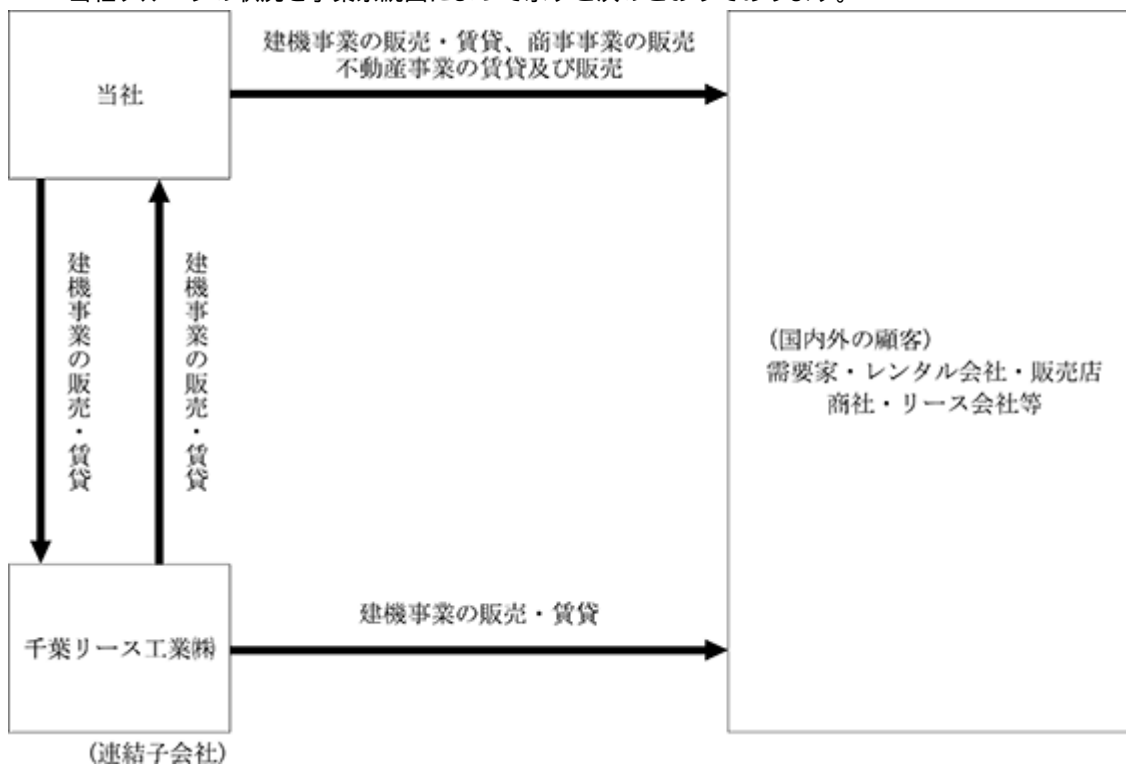 建機事業の販売・賃貸、商事事業の販売
不動産事業の賃貸及び販売
当社
建機事業の販売・賃貸
建機事業の販売・賃貸
(国内外の顧客)
需要家・レンタル会社・販売店
商社・リース会社等
建機事業の販売・賃貸
千葉リース工業㈱
(連結子会社)